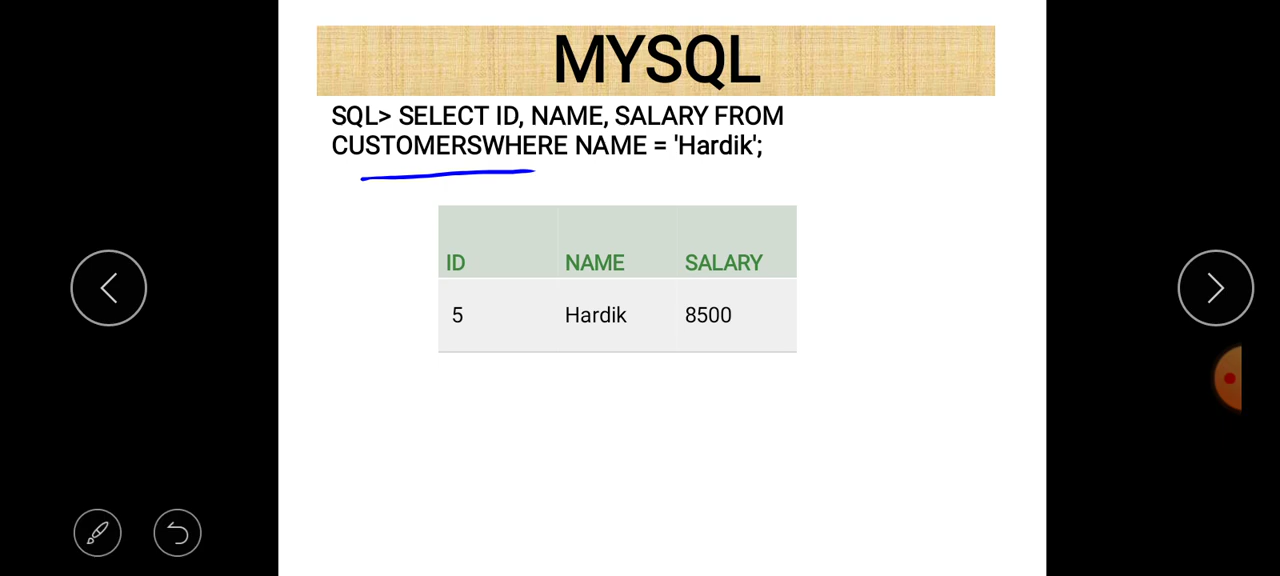 MYSQL
SQL> SELECT ID, NAME, SALARY FROM
CUSTOMERSWHERE NAME = 'Hardik';
ID NAME SALARY
5 Hardik 8500